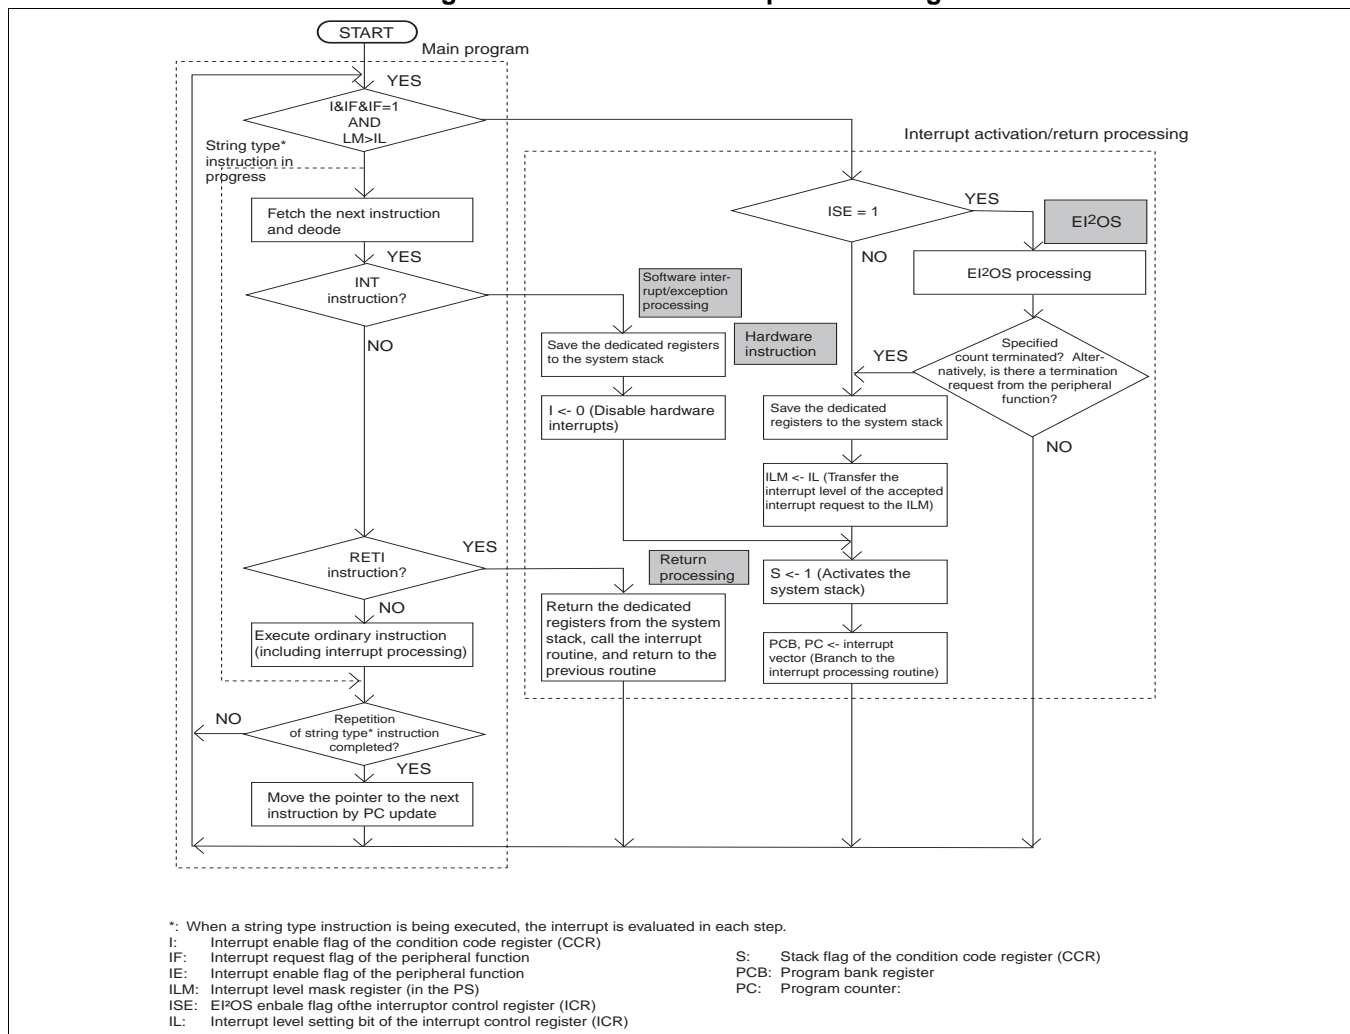 START
Main program
YES
I&IF&IF=1
AND
LM>IL
String type*
instruction in
progress
Interrupt activation/return processing
Fetch the next instruction
and deode
ISE = 1
YES
EI²OS
NO
EI²OS processing
YES
INT
instruction?
Software inter-
rupt/exception
processing
NO
Save the dedicated registers
to the system stack
Hardware
instruction
YES
Specified
count terminated? Alter-
natively, is there a termination
request from the peripheral
function?
I <- 0 (Disable hardware
interrupts)
Save the dedicated
registers to the system stack
NO
ILM <- IL (Transfer the
interrupt level of the accepted
interrupt request to the ILM)
RETI
instruction?
YES
Return
processing
S <- 1 (Activates the
system stack)
NO
Execute ordinary instruction
(including interrupt processing)
Return the dedicated
registers from the system
stack, call the interrupt
routine, and return to the
previous routine
PCB, PC <- interrupt
vector (Branch to the
interrupt processing routine)
NO
Repetition
of string type* instruction
completed?
YES
Move the pointer to the next
instruction by PC update
*: When a string type instruction is being executed, the interrupt is evaluated in each step.
I: Interrupt enable flag of the condition code register (CCR)
IF: Interrupt request flag of the peripheral function
IE: Interrupt enable flag of the peripheral function
ILM: Interrupt level mask register (in the PS)
ISE: EI²OS enbale flag ofthe interruptor control register (ICR)
IL: Interrupt level setting bit of the interrupt control register (ICR)
S: Stack flag of the condition code register (CCR)
PCB: Program bank register
PC: Program counter: